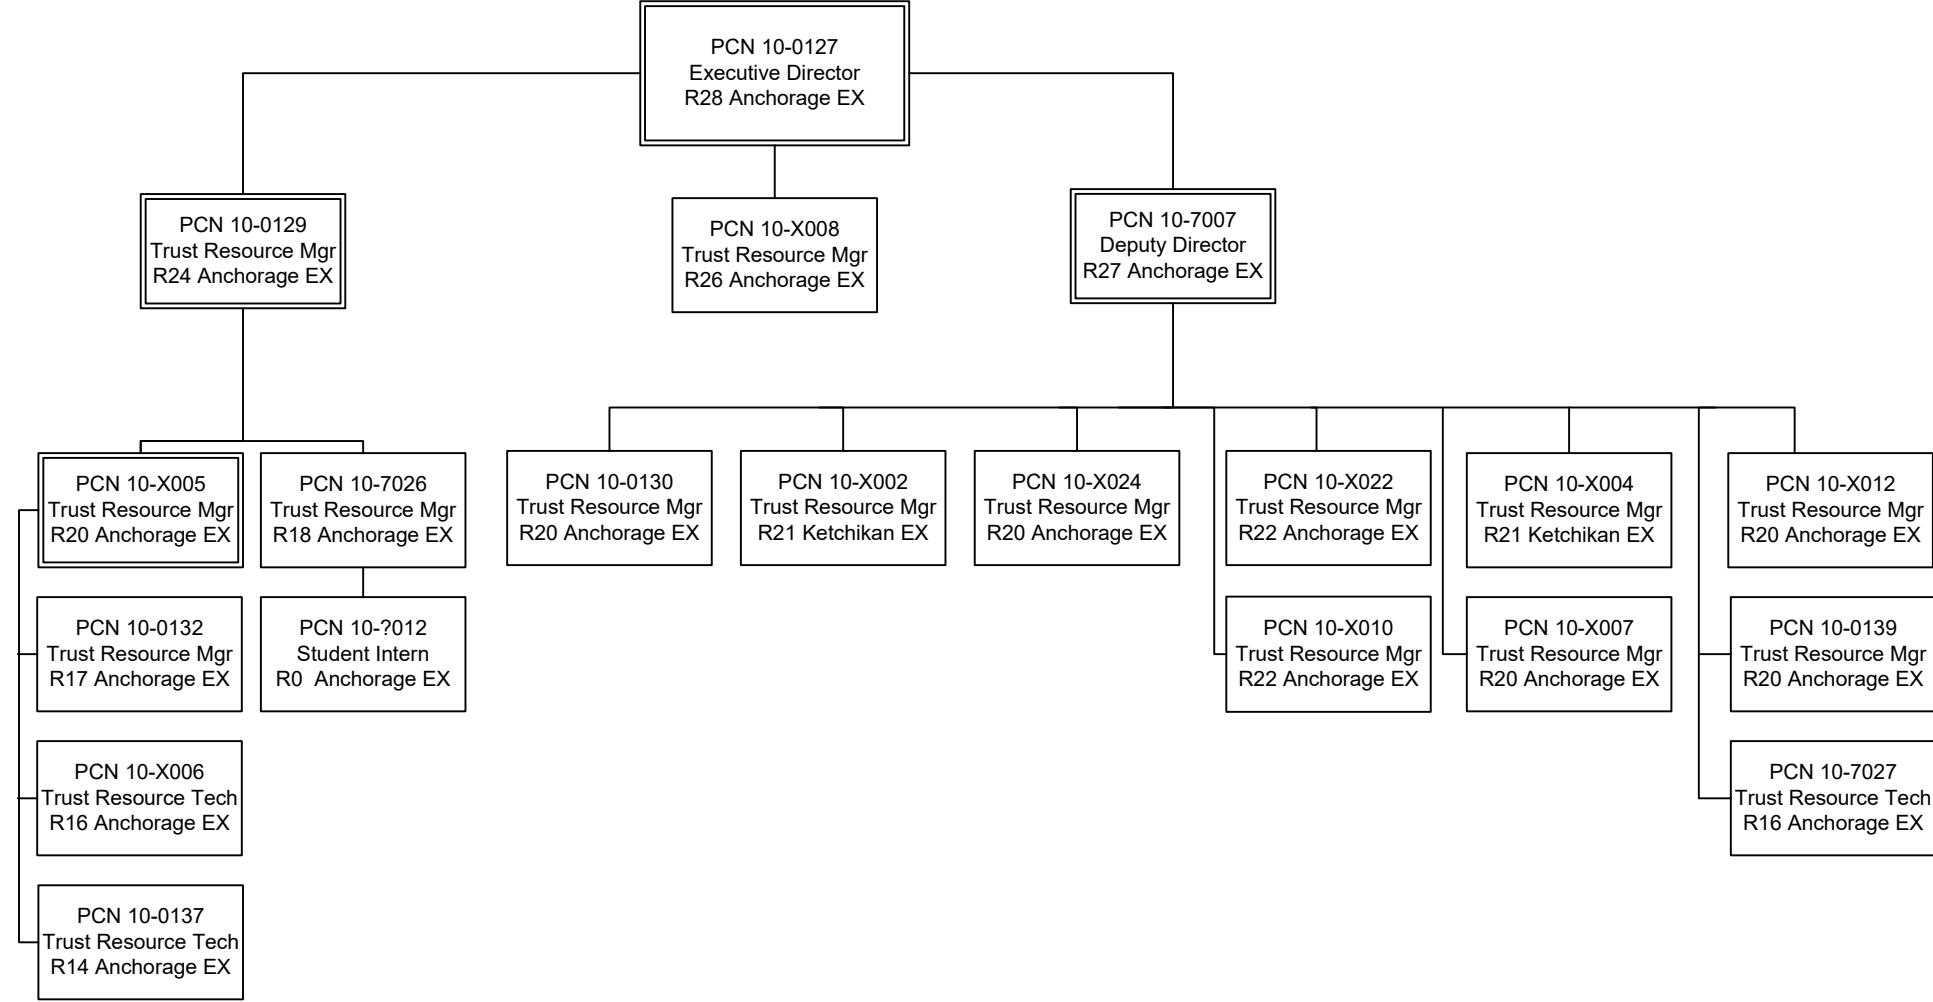 PCN 10-0127
Executive Director
R28 Anchorage EX
PCN 10-0129
Trust Resource Mgr
R24 Anchorage EX
PCN 10-X008
Trust Resource Mgr
R26 Anchorage EX
PCN 10-7007
Deputy Director
R27 Anchorage EX
PCN 10-X005
Trust Resource Mgr
R20 Anchorage EX
PCN 10-7026
Trust Resource Mgr
R18 Anchorage EX
PCN 10-0130
Trust Resource Mgr
R20 Anchorage EX
PCN 10-X002
Trust Resource Mgr
R21 Ketchikan EX
PCN 10-X024
Trust Resource Mgr
R20 Anchorage EX
PCN 10-X022
Trust Resource Mgr
R22 Anchorage EX
PCN 10-X004
Trust Resource Mgr
R21 Ketchikan EX
PCN 10-X012
Trust Resource Mgr
R20 Anchorage EX
PCN 10-0132
Trust Resource Mgr
R17 Anchorage EX
PCN 10-?012
Student Intern
R0  Anchorage EX
PCN 10-X010
Trust Resource Mgr
R22 Anchorage EX
PCN 10-X007
Trust Resource Mgr
R20 Anchorage EX
PCN 10-0139
Trust Resource Mgr
R20 Anchorage EX
PCN 10-X006
Trust Resource Tech
R16 Anchorage EX
PCN 10-7027
Trust Resource Tech
R16 Anchorage EX
PCN 10-0137
Trust Resource Tech
R14 Anchorage EX